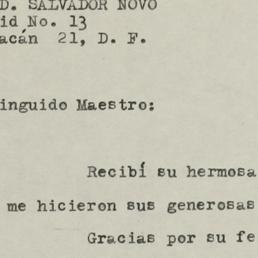 D. SALVADOR NOVO
id No. 13
acán 21, D. F.
inguido Maestro:
Recibí su hermosa
me hicieron sus generosas
Gracias por su fe